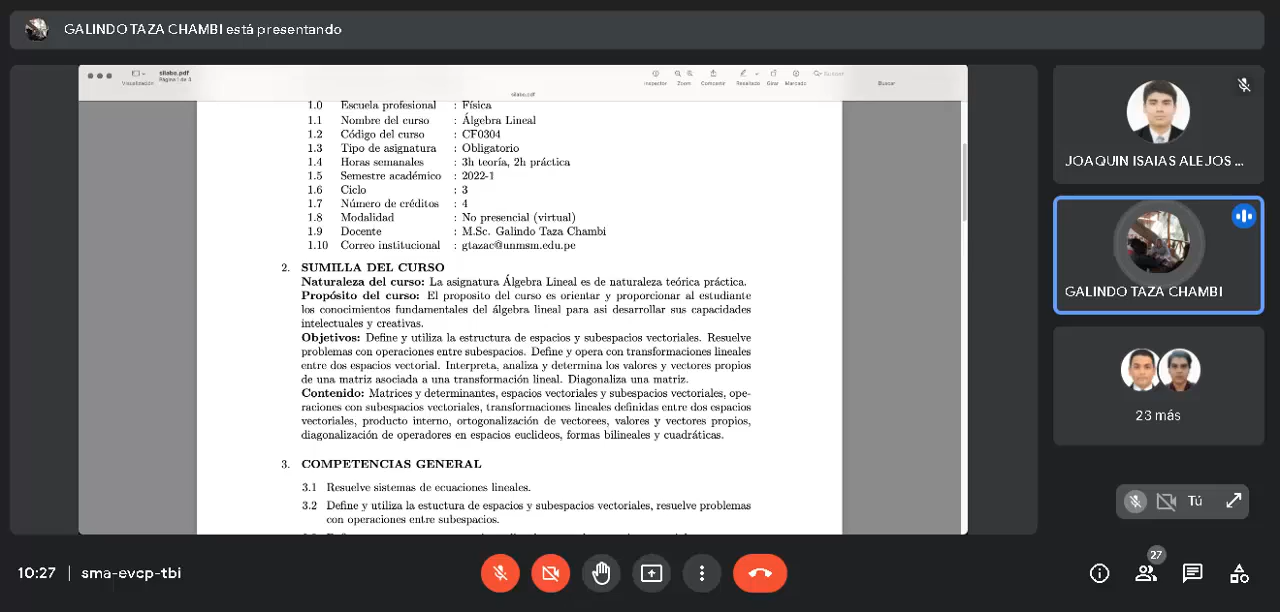 GALINDO TAZA CHAMBI está presentando
silabo.pdf
Página 1 de 3
Visualización
Inspector Zoom Compartir Resaltado Girar Marcado Buscar
silabo.pdf
1.0 Escuela profesional : Física
1.1 Nombre del curso : Álgebra Lineal
1.2 Código del curso : CF0304
1.3 Tipo de asignatura : Obligatorio
1.4 Horas semanales : 3h teoría, 2h práctica
1.5 Semestre académico : 2022-1
1.6 Ciclo : 3
1.7 Número de créditos : 4
1.8 Modalidad : No presencial (virtual)
1.9 Docente : M.Sc. Galindo Taza Chambi
1.10 Correo institucional : gtazac@unmsm.edu.pe
2. SUMILLA DEL CURSO
Naturaleza del curso: La asignatura Álgebra Lineal es de naturaleza teórica práctica.
Propósito del curso: El proposito del curso es orientar y proporcionar al estudiante
los conocimientos fundamentales del álgebra lineal para asi desarrollar sus capacidades
intelectuales y creativas.
Objetivos: Define y utiliza la estructura de espacios y subespacios vectoriales. Resuelve
problemas con operaciones entre subespacios. Define y opera con transformaciones lineales
entre dos espacios vectorial. Interpreta, analiza y determina los valores y vectores propios
de una matriz asociada a una transformación lineal. Diagonaliza una matriz.
Contenido: Matrices y determinantes, espacios vectoriales y subespacios vectoriales, ope-
raciones con subespacios vectoriales, transformaciones lineales definidas entre dos espacios
vectoriales, producto interno, ortogonalización de vectorees, valores y vectores propios,
diagonalización de operadores en espacios euclideos, formas bilineales y cuadráticas.
3. COMPETENCIAS GENERAL
3.1 Resuelve sistemas de ecuaciones lineales.
3.2 Define y utiliza la estuctura de espacios y subespacios vectoriales, resuelve problemas
con operaciones entre subespacios.
JOAQUIN ISAIAS ALEJOS ...
GALINDO TAZA CHAMBI
23 más
Tú
10:27 | sma-evcp-tbi
27